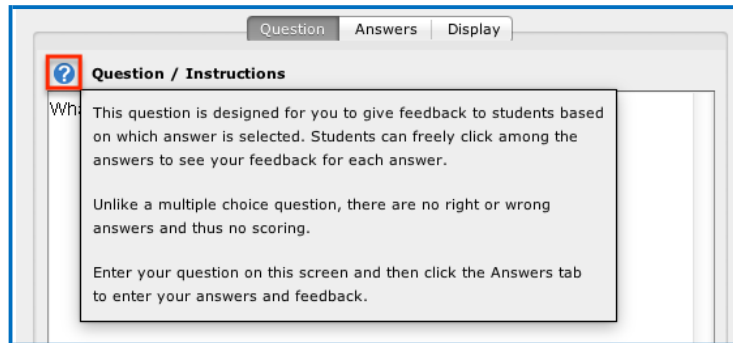 Question Answers Display
Question / Instructions
This question is designed for you to give feedback to students based
on which answer is selected. Students can freely click among the
answers to see your feedback for each answer.
Unlike a multiple choice question, there are no right or wrong
answers and thus no scoring.
Enter your question on this screen and then click the Answers tab
to enter your answers and feedback.